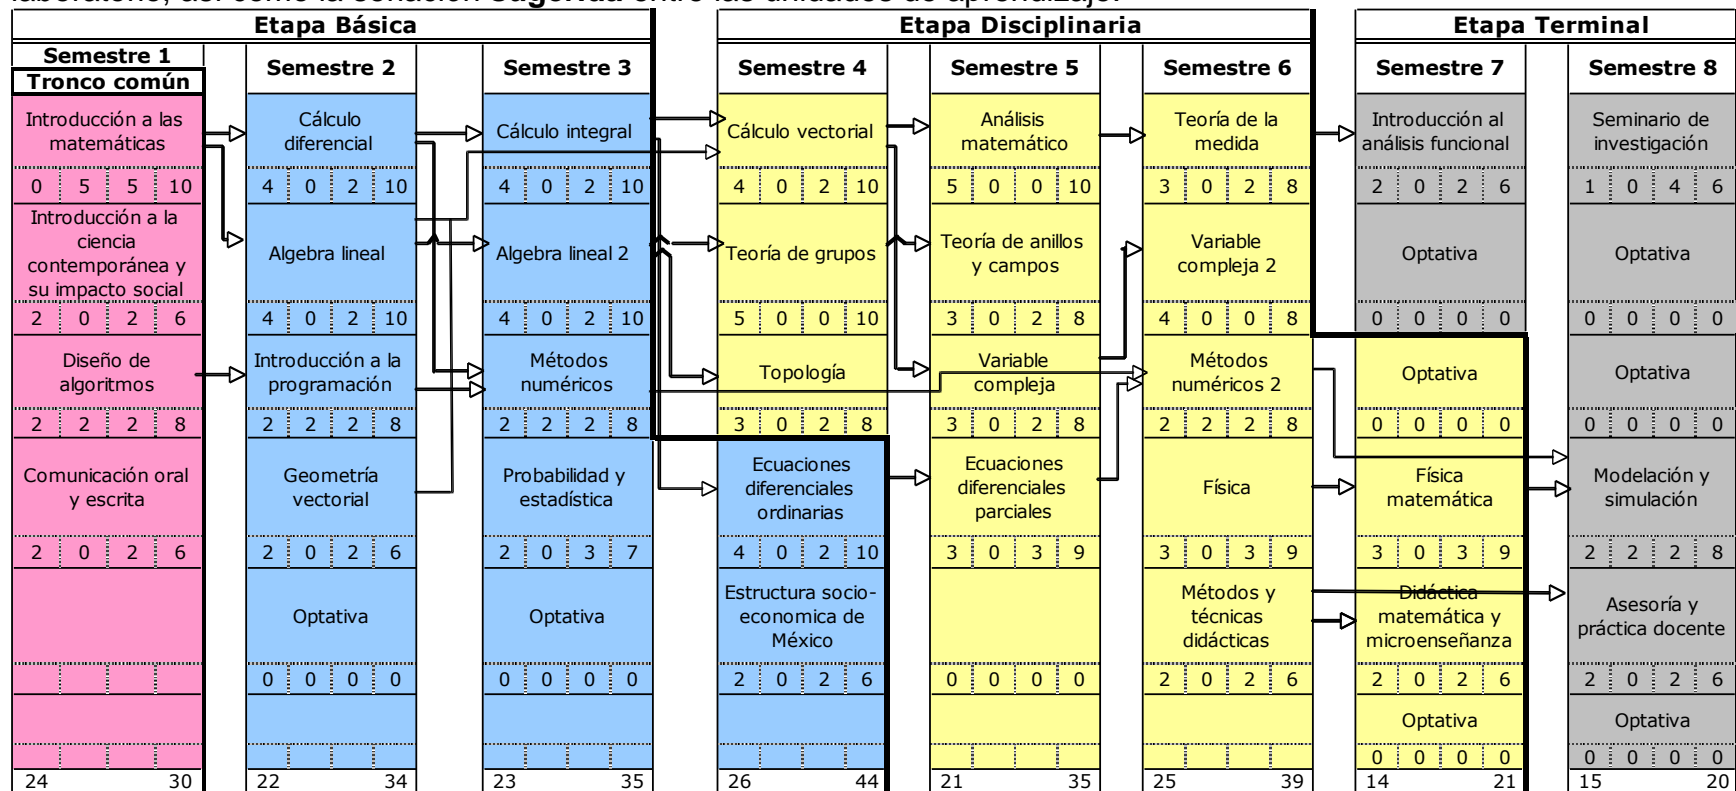 laboratorio, así como la seriación sugerida entre las unidades de aprendizaje.
Etapa Básica
Etapa Disciplinaria
Etapa Terminal
Semestre 1
Tronco común
Semestre 2
Semestre 3
Semestre 4
Semestre 5
Semestre 6
Semestre 7
Semestre 8
Introducción a las
matemáticas
0 5 5 10
Introducción a la
ciencia
contemporánea y
su impacto social
2 0 2 6
Diseño de
algoritmos
2 2 2 8
Comunicación oral
y escrita
2 0 2 6
24 30
Cálculo
diferencial
4 0 2 10
Algebra lineal
4 0 2 10
Introducción a la
programación
2 2 2 8
Geometría
vectorial
2 0 2 6
Optativa
0 0 0 0
22 34
Cálculo integral
4 0 2 10
Algebra lineal 2
4 0 2 10
Métodos
numéricos
2 2 2 8
Probabilidad y
estadística
2 0 3 7
Optativa
0 0 0 0
23 35
Cálculo vectorial
4 0 2 10
Teoría de grupos
5 0 0 10
Topología
3 0 2 8
Ecuaciones
diferenciales
ordinarias
4 0 2 10
Estructura socio-
economica de
México
2 0 2 6
26 44
Análisis
matemático
5 0 0 10
Teoría de anillos
y campos
3 0 2 8
Variable
compleja
3 0 2 8
Ecuaciones
diferenciales
parciales
3 0 3 9
0 0 0 0
21 35
Teoría de la
medida
3 0 2 8
Variable
compleja 2
4 0 0 8
Métodos
numéricos 2
2 2 2 8
Física
3 0 3 9
Métodos y
técnicas
didácticas
2 0 2 6
25 39
Introducción al
análisis funcional
2 0 2 6
Optativa
0 0 0 0
Optativa
0 0 0 0
Física
matemática
3 0 3 9
Didáctica
matemática y
microenseñanza
2 0 2 6
Optativa
0 0 0 0
14 21
Seminario de
investigación
1 0 4 6
Optativa
0 0 0 0
Optativa
0 0 0 0
Modelación y
simulación
2 2 2 8
Asesoría y
práctica docente
2 0 2 6
Optativa
0 0 0 0
15 20